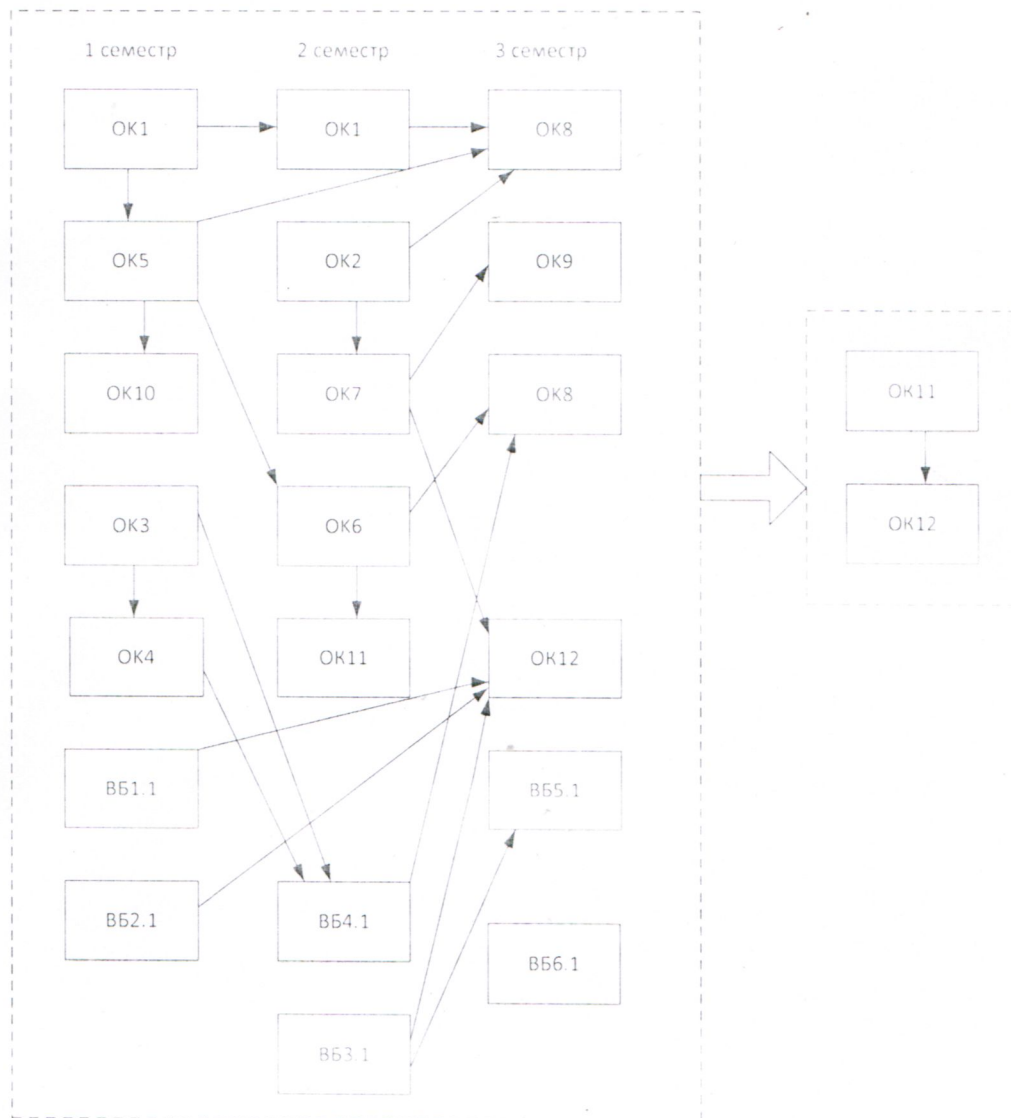 1 семестр 2 семестр 3 семестр
ОК1 ОК1 ОК8
ОК5 ОК2 ОК9
ОК10 ОК7 ОК8
ОК11
ОК3 ОК6
ОК12
ОК4 ОК11 ОК12
ВБ1.1 ВБ5.1
ВБ2.1 ВБ4.1
ВБ6.1
ВБ3.1